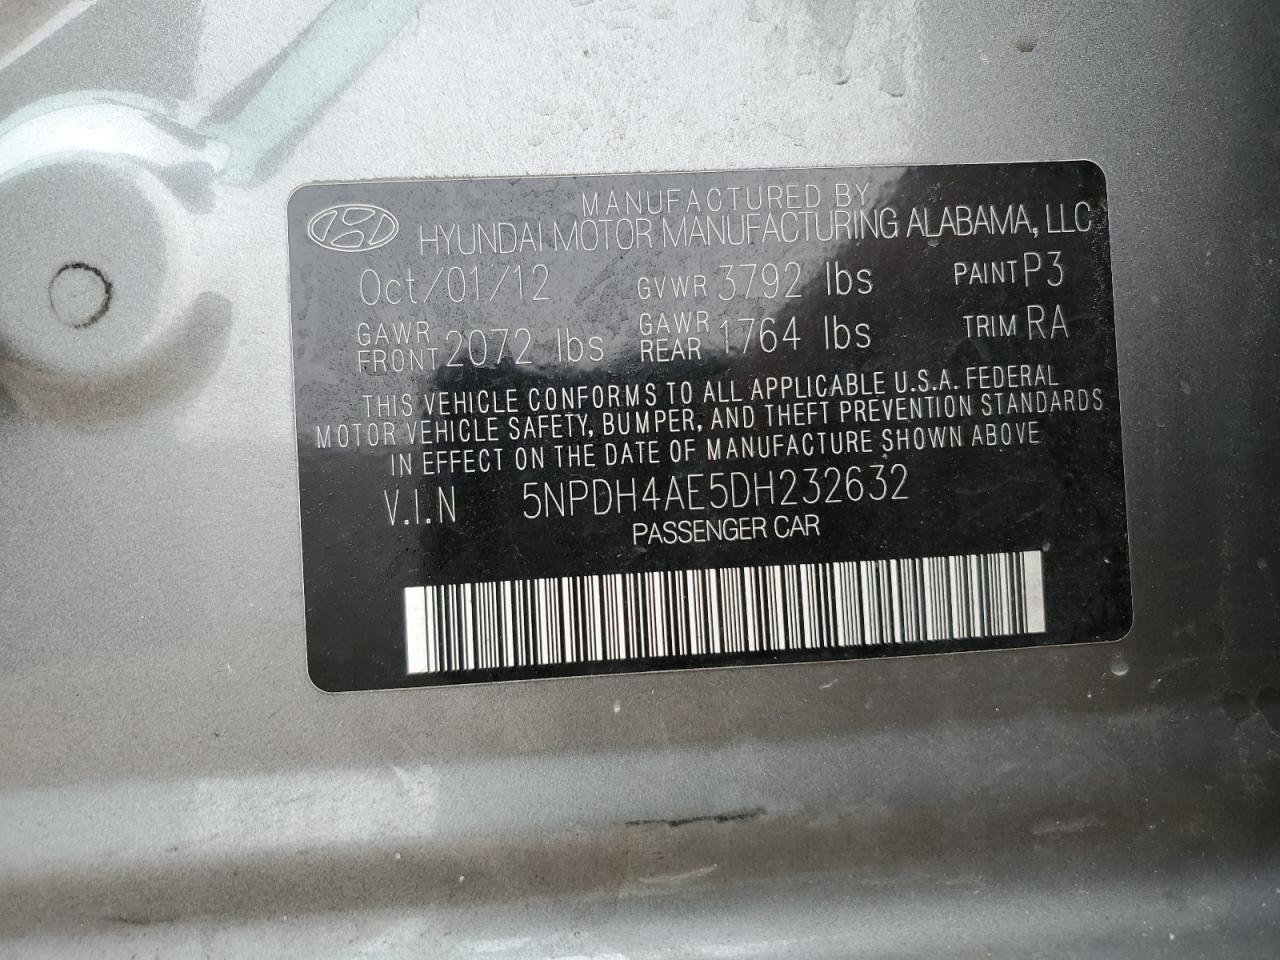 MANUFACTURED BY
HYUNDAI MOTOR MANUFACTURING ALABAMA, LLC
Oct/01/12 GVWR 3792 lbs PAINT P3
GAWR FRONT 2072 lbs GAWR REAR 1764 lbs TRIM RA
THIS VEHICLE CONFORMS TO ALL APPLICABLE U.S.A. FEDERAL
MOTOR VEHICLE SAFETY, BUMPER, AND THEFT PREVENTION STANDARDS
IN EFFECT ON THE DATE OF MANUFACTURE SHOWN ABOVE
V.I.N 5NPDH4AE5DH232632
PASSENGER CAR